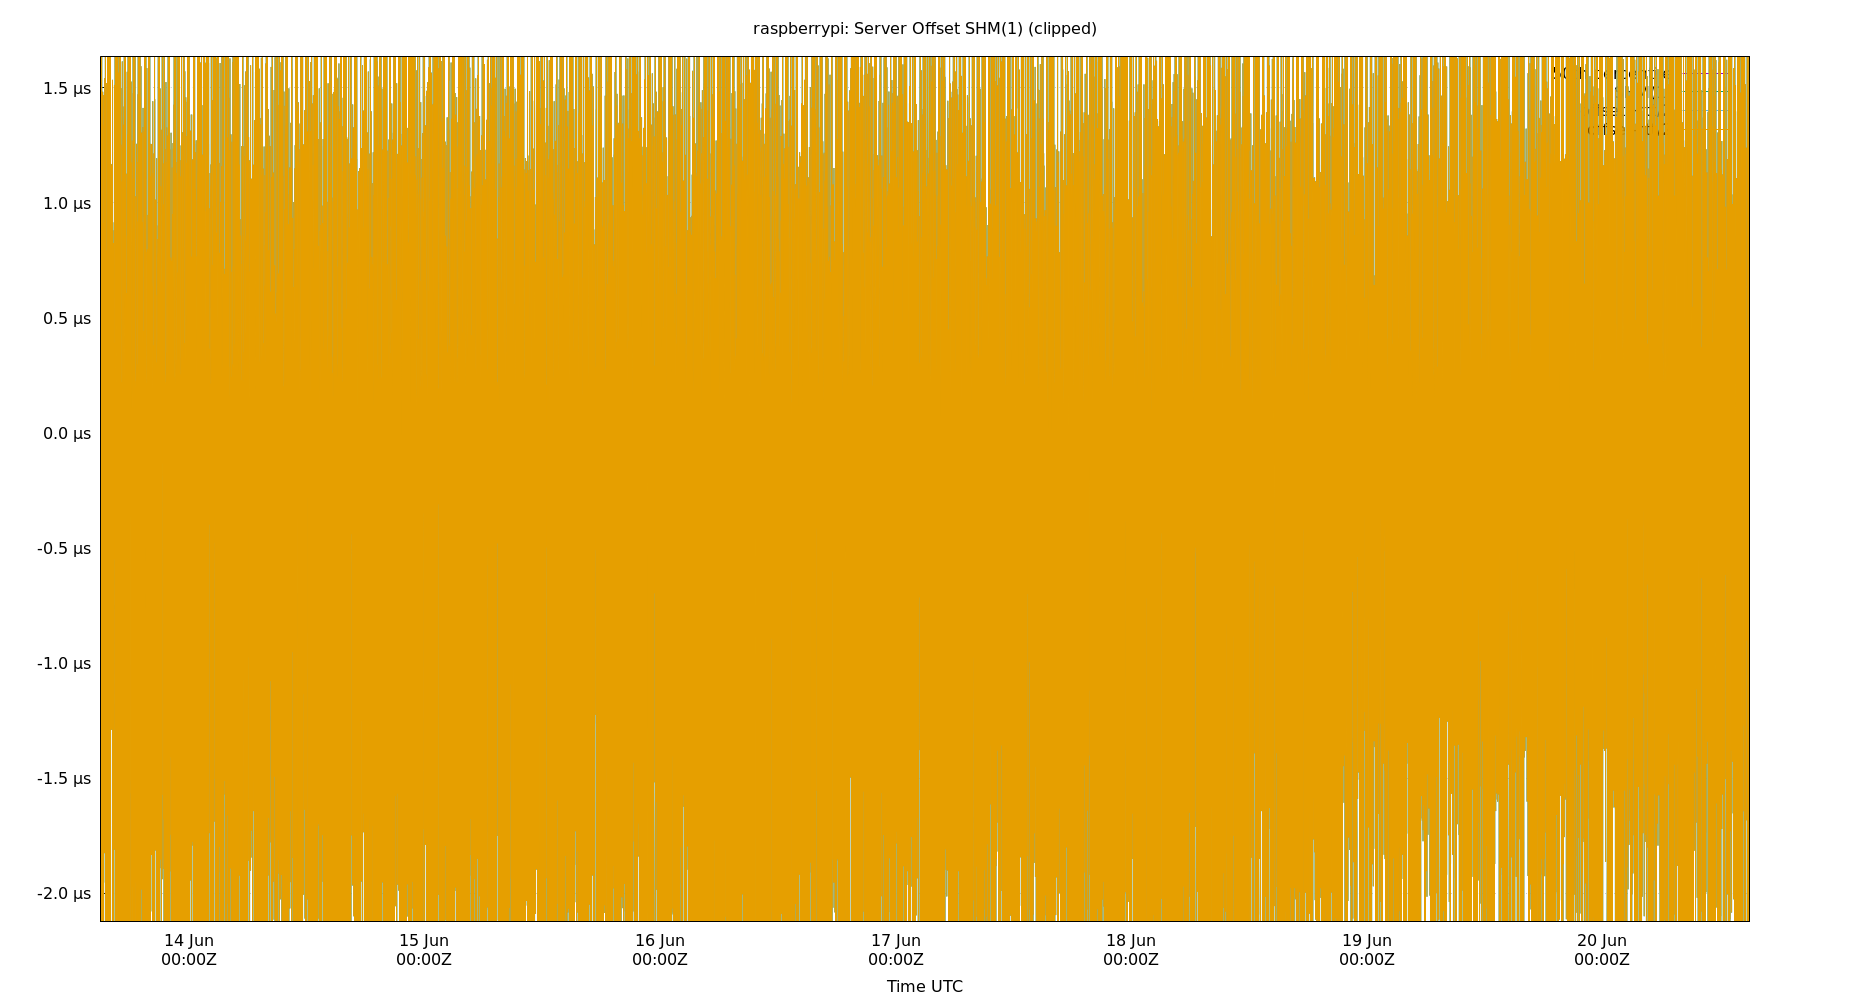 raspberrypi: Server Offset SHM(1) (clipped)
1.5 µs
1.0 µs
0.5 µs
0.0 µs
-0.5 µs
-1.0 µs
-1.5 µs
-2.0 µs
14 Jun 15 Jun 16 Jun 17 Jun 18 Jun 19 Jun 20 Jun
00:00Z 00:00Z 00:00Z 00:00Z 00:00Z 00:00Z 00:00Z
Time UTC